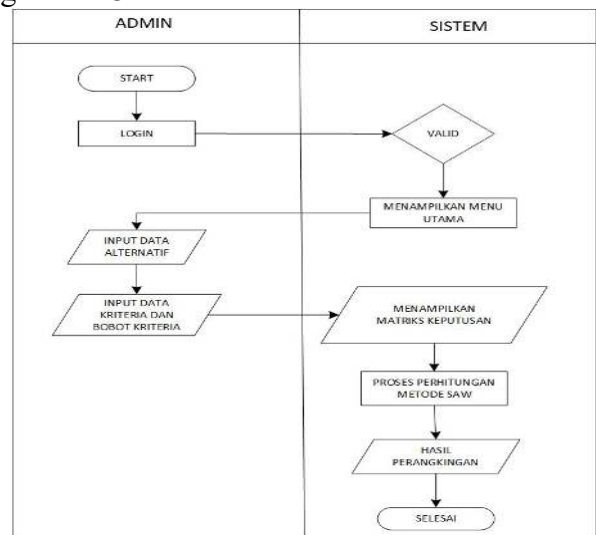 ADMIN
SISTEM
START
LOGIN
VALID
MENAMPILKAN MENU
UTAMA
INPUT DATA
ALTERNATIF
INPUT DATA
KRITERIA DAN
BOBOT KRITERIA
MENAMPILKAN
MATRIKS KEPUTUSAN
PROSES PERHITUNGAN
METODE SAW
HASIL
PERANGKINGAN
SELESAI